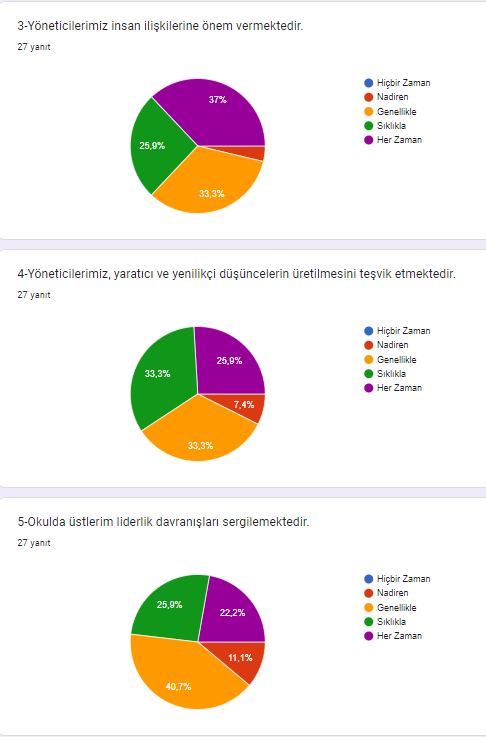 3-Yöneticilerimiz insan ilişkilerine önem vermektedir.
27 yanıt
37%
25,9%
33,3%
Hiçbir Zaman
Nadiren
Genellikle
Sıklıkla
Her Zaman
4-Yöneticilerimiz, yaratıcı ve yenilikçi düşüncelerin üretilmesini teşvik etmektedir.
27 yanıt
25,9%
33,3%
7,4%
33,3%
Hiçbir Zaman
Nadiren
Genellikle
Sıklıkla
Her Zaman
5-Okulda üstlerim liderlik davranışları sergilemektedir.
27 yanıt
25,9%
22,2%
11,1%
40,7%
Hiçbir Zaman
Nadiren
Genellikle
Sıklıkla
Her Zaman